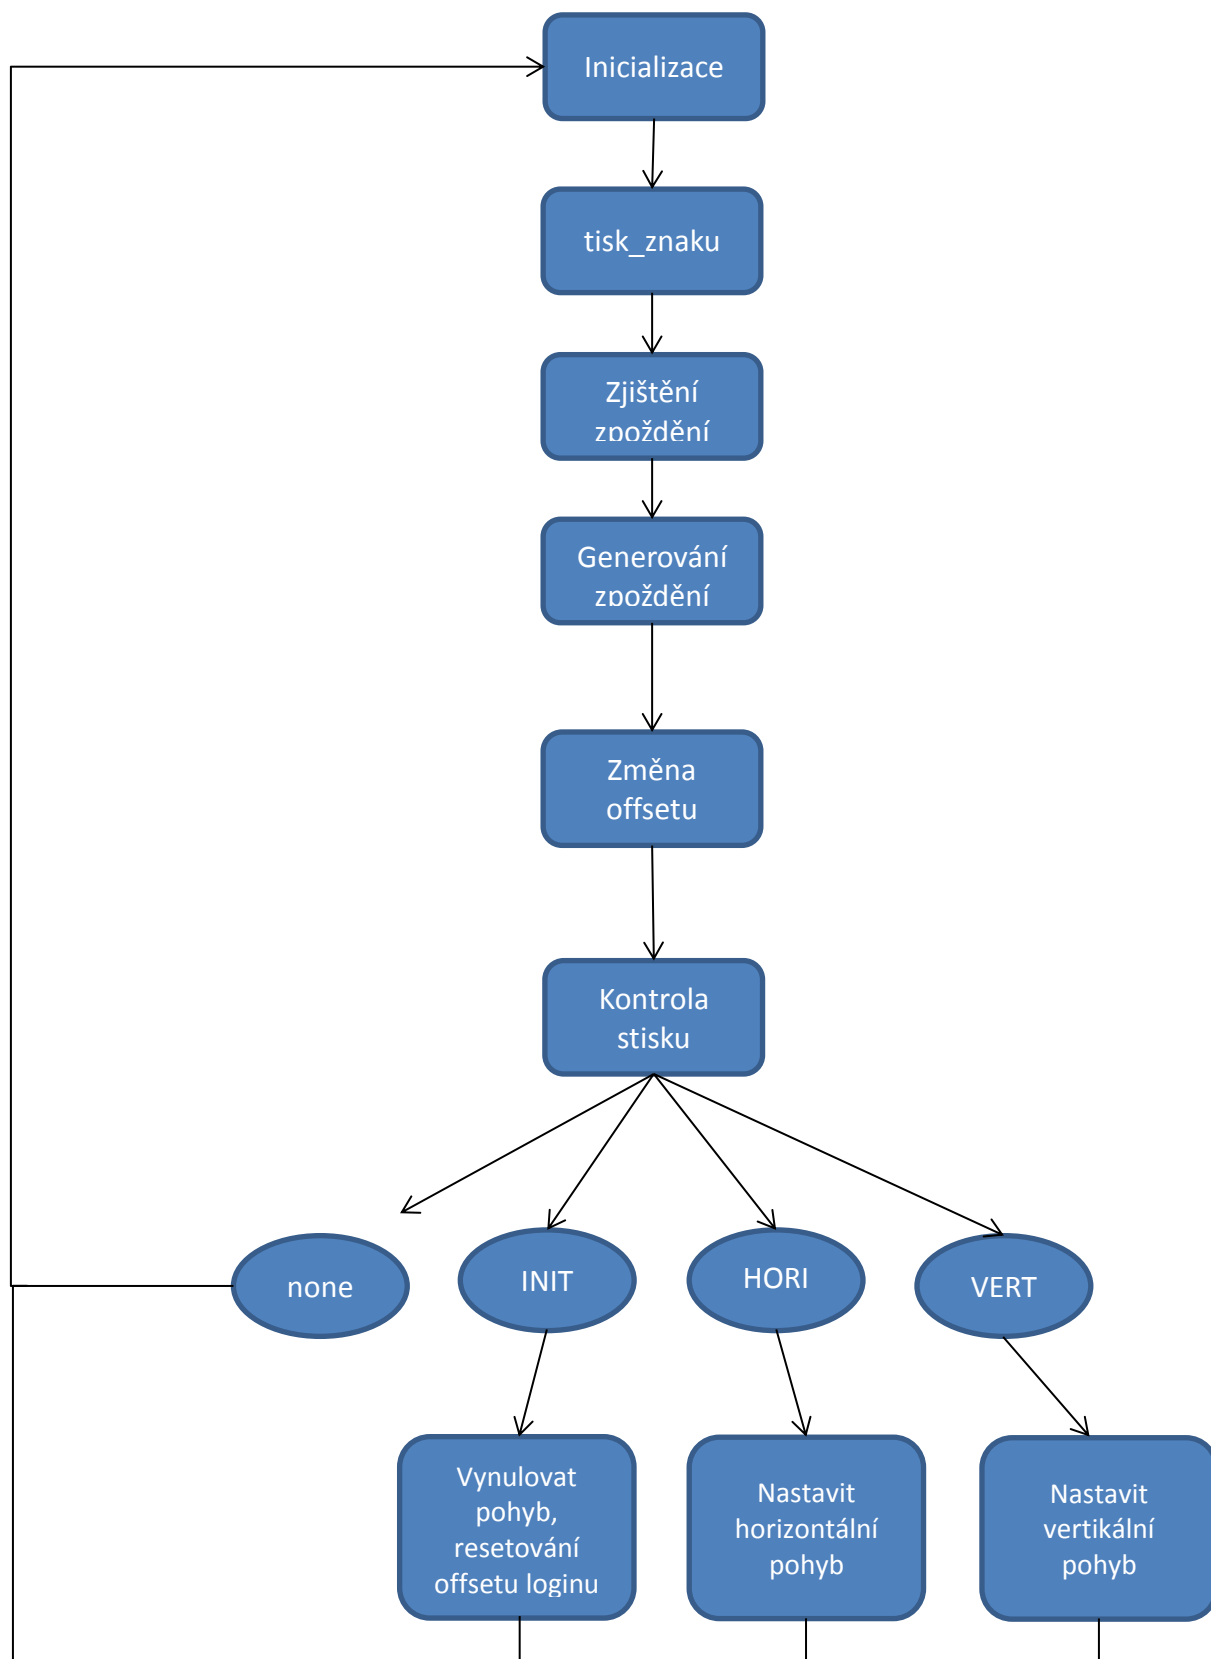 Inicializace
tisk_znaku
Zjištění
zpoždění
Generování
zpoždění
Změna
offsetu
Kontrola
stisku
none
INIT
HORI
VERT
Vynulovat
pohyb,
resetování
offsetu loginu
Nastavit
horizontální
pohyb
Nastavit
vertikální
pohyb